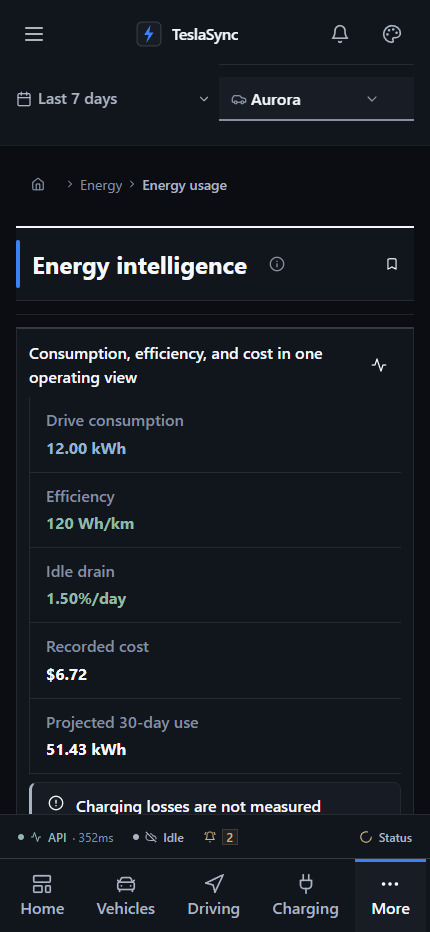 TeslaSync
Last 7 days
Aurora
Energy
Energy usage
Energy intelligence
Consumption, efficiency, and cost in one
operating view
Drive consumption
12.00 kWh
Efficiency
120 Wh/km
Idle drain
1.50%/day
Recorded cost
$6.72
Projected 30-day use
51.43 kWh
Charging losses are not measured
API · 352ms
Idle
2
Status
Home
Vehicles
Driving
Charging
More